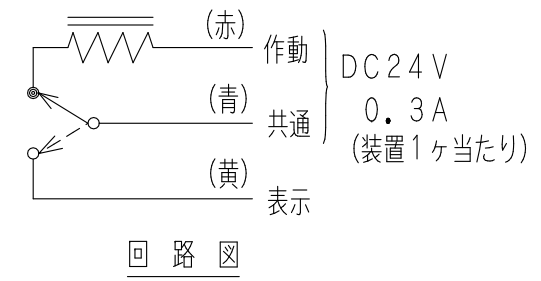 (赤)
作動
DC24V
(青)
0.3A
共通
(装置1ヶ当たり)
(黄)
表示
回路図